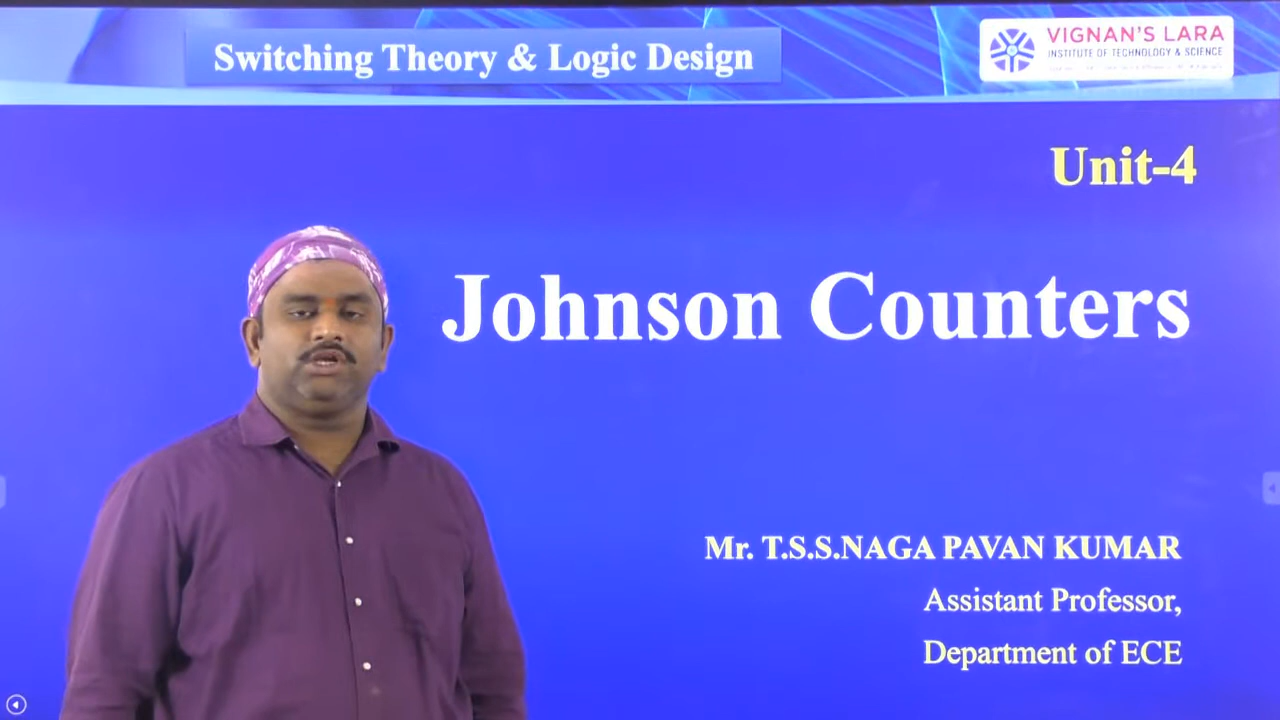 Switching Theory & Logic Design
VIGNAN'S LARA
INSTITUTE OF TECHNOLOGY & SCIENCE
Unit-4
Johnson Counters
Mr. T.S.S.NAGA PAVAN KUMAR
Assistant Professor,
Department of ECE